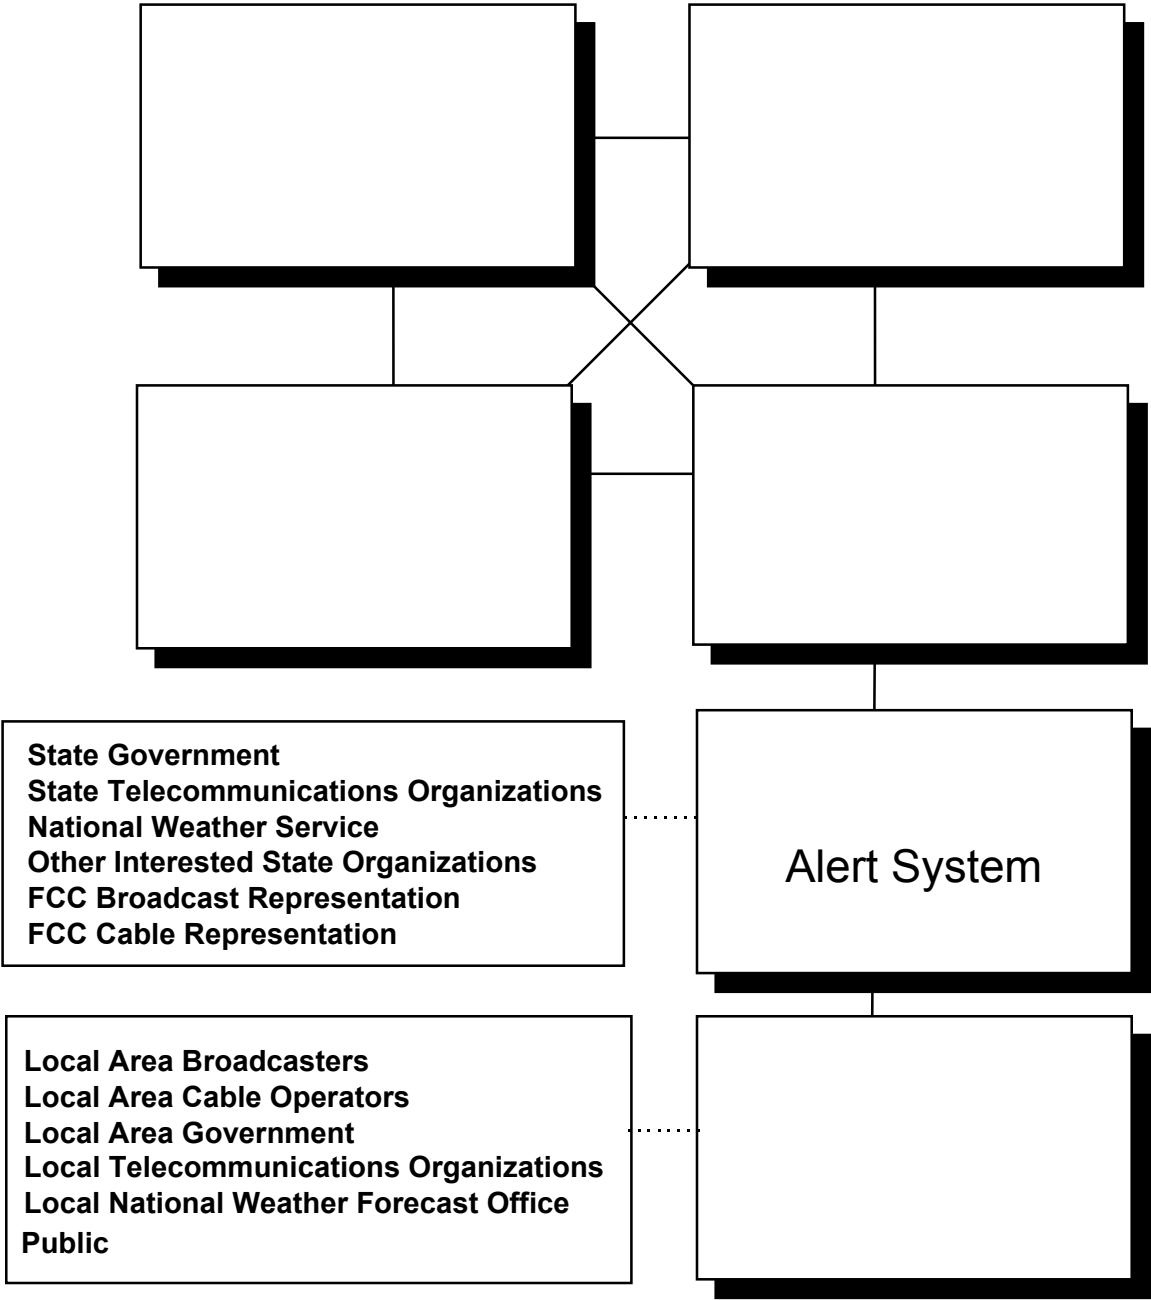 State Government
State Telecommunications Organizations
National Weather Service
Other Interested State Organizations
FCC Broadcast Representation
FCC Cable Representation
Alert System
Local Area Broadcasters
Local Area Cable Operators
Local Area Government
Local Telecommunications Organizations
Local National Weather Forecast Office
Public